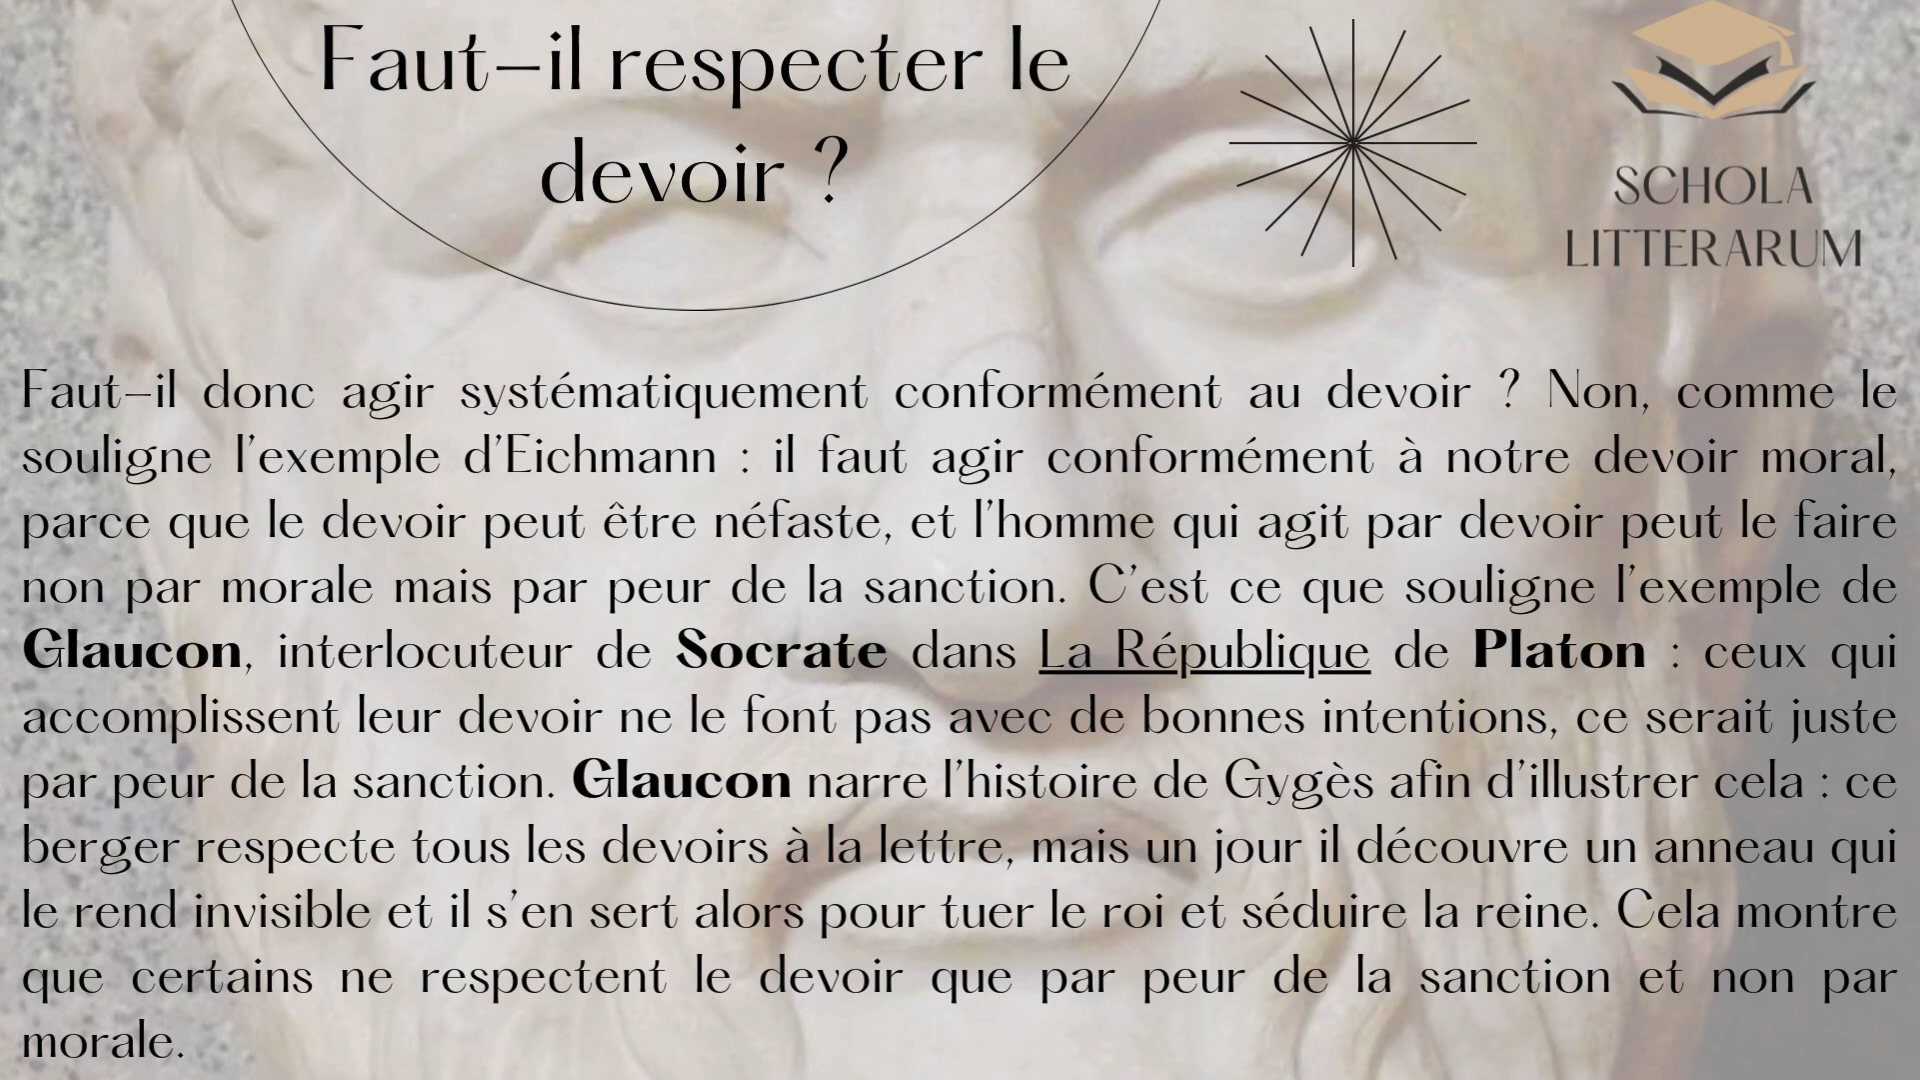 Faut-il respecter le
devoir ?
SCHOLA
LITTERARUM
Faut-il donc agir systématiquement conformément au devoir ? Non, comme le
souligne l'exemple d'Eichmann : il faut agir conformément à notre devoir moral,
parce que le devoir peut être néfaste, et l'homme qui agit par devoir peut le faire
non par morale mais par peur de la sanction. C'est ce que souligne l'exemple de
Glaucon, interlocuteur de Socrate dans La République de Platon : ceux qui
accomplissent leur devoir ne le font pas avec de bonnes intentions, ce serait juste
par peur de la sanction. Glaucon narre l'histoire de Gygès afin d'illustrer cela : ce
berger respecte tous les devoirs à la lettre, mais un jour il découvre un anneau qui
le rend invisible et il s'en sert alors pour tuer le roi et séduire la reine. Cela montre
que certains ne respectent le devoir que par peur de la sanction et non par
morale.